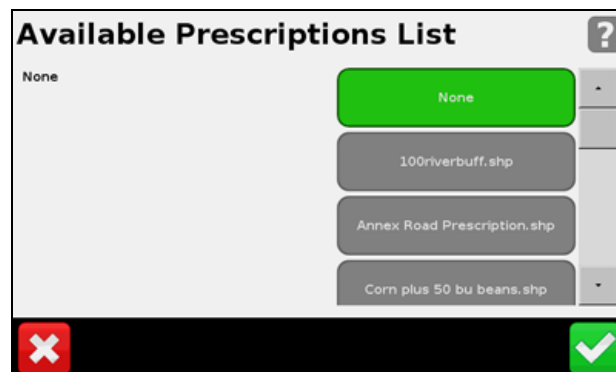 Available Prescriptions List
?
None
None
100riverbuff.shp
Annex Road Prescription.shp
Corn plus 50 bu beans.shp